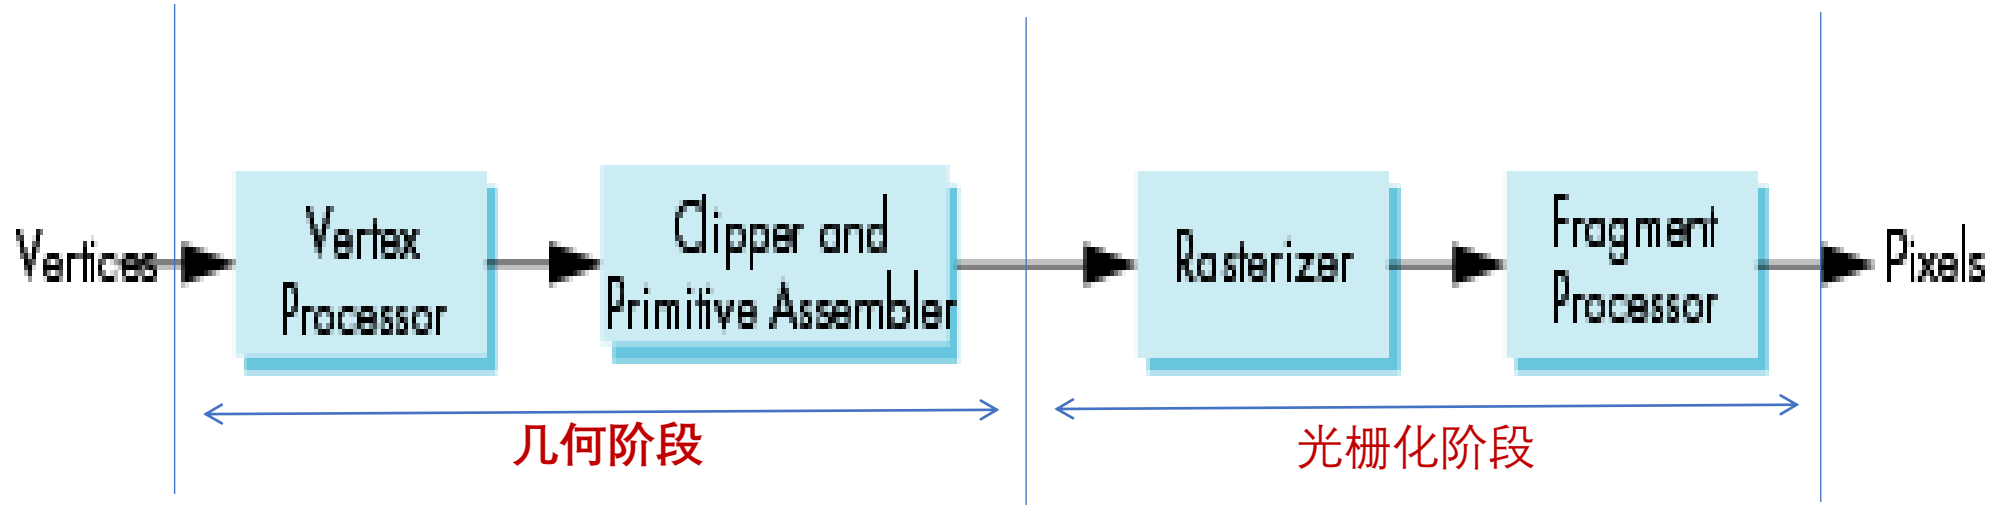 Vertices
Vertex
Processor
Clipper and
Primitive Assembler
Rasterizer
Fragment
Processor
Pixels
几何阶段
光栅化阶段